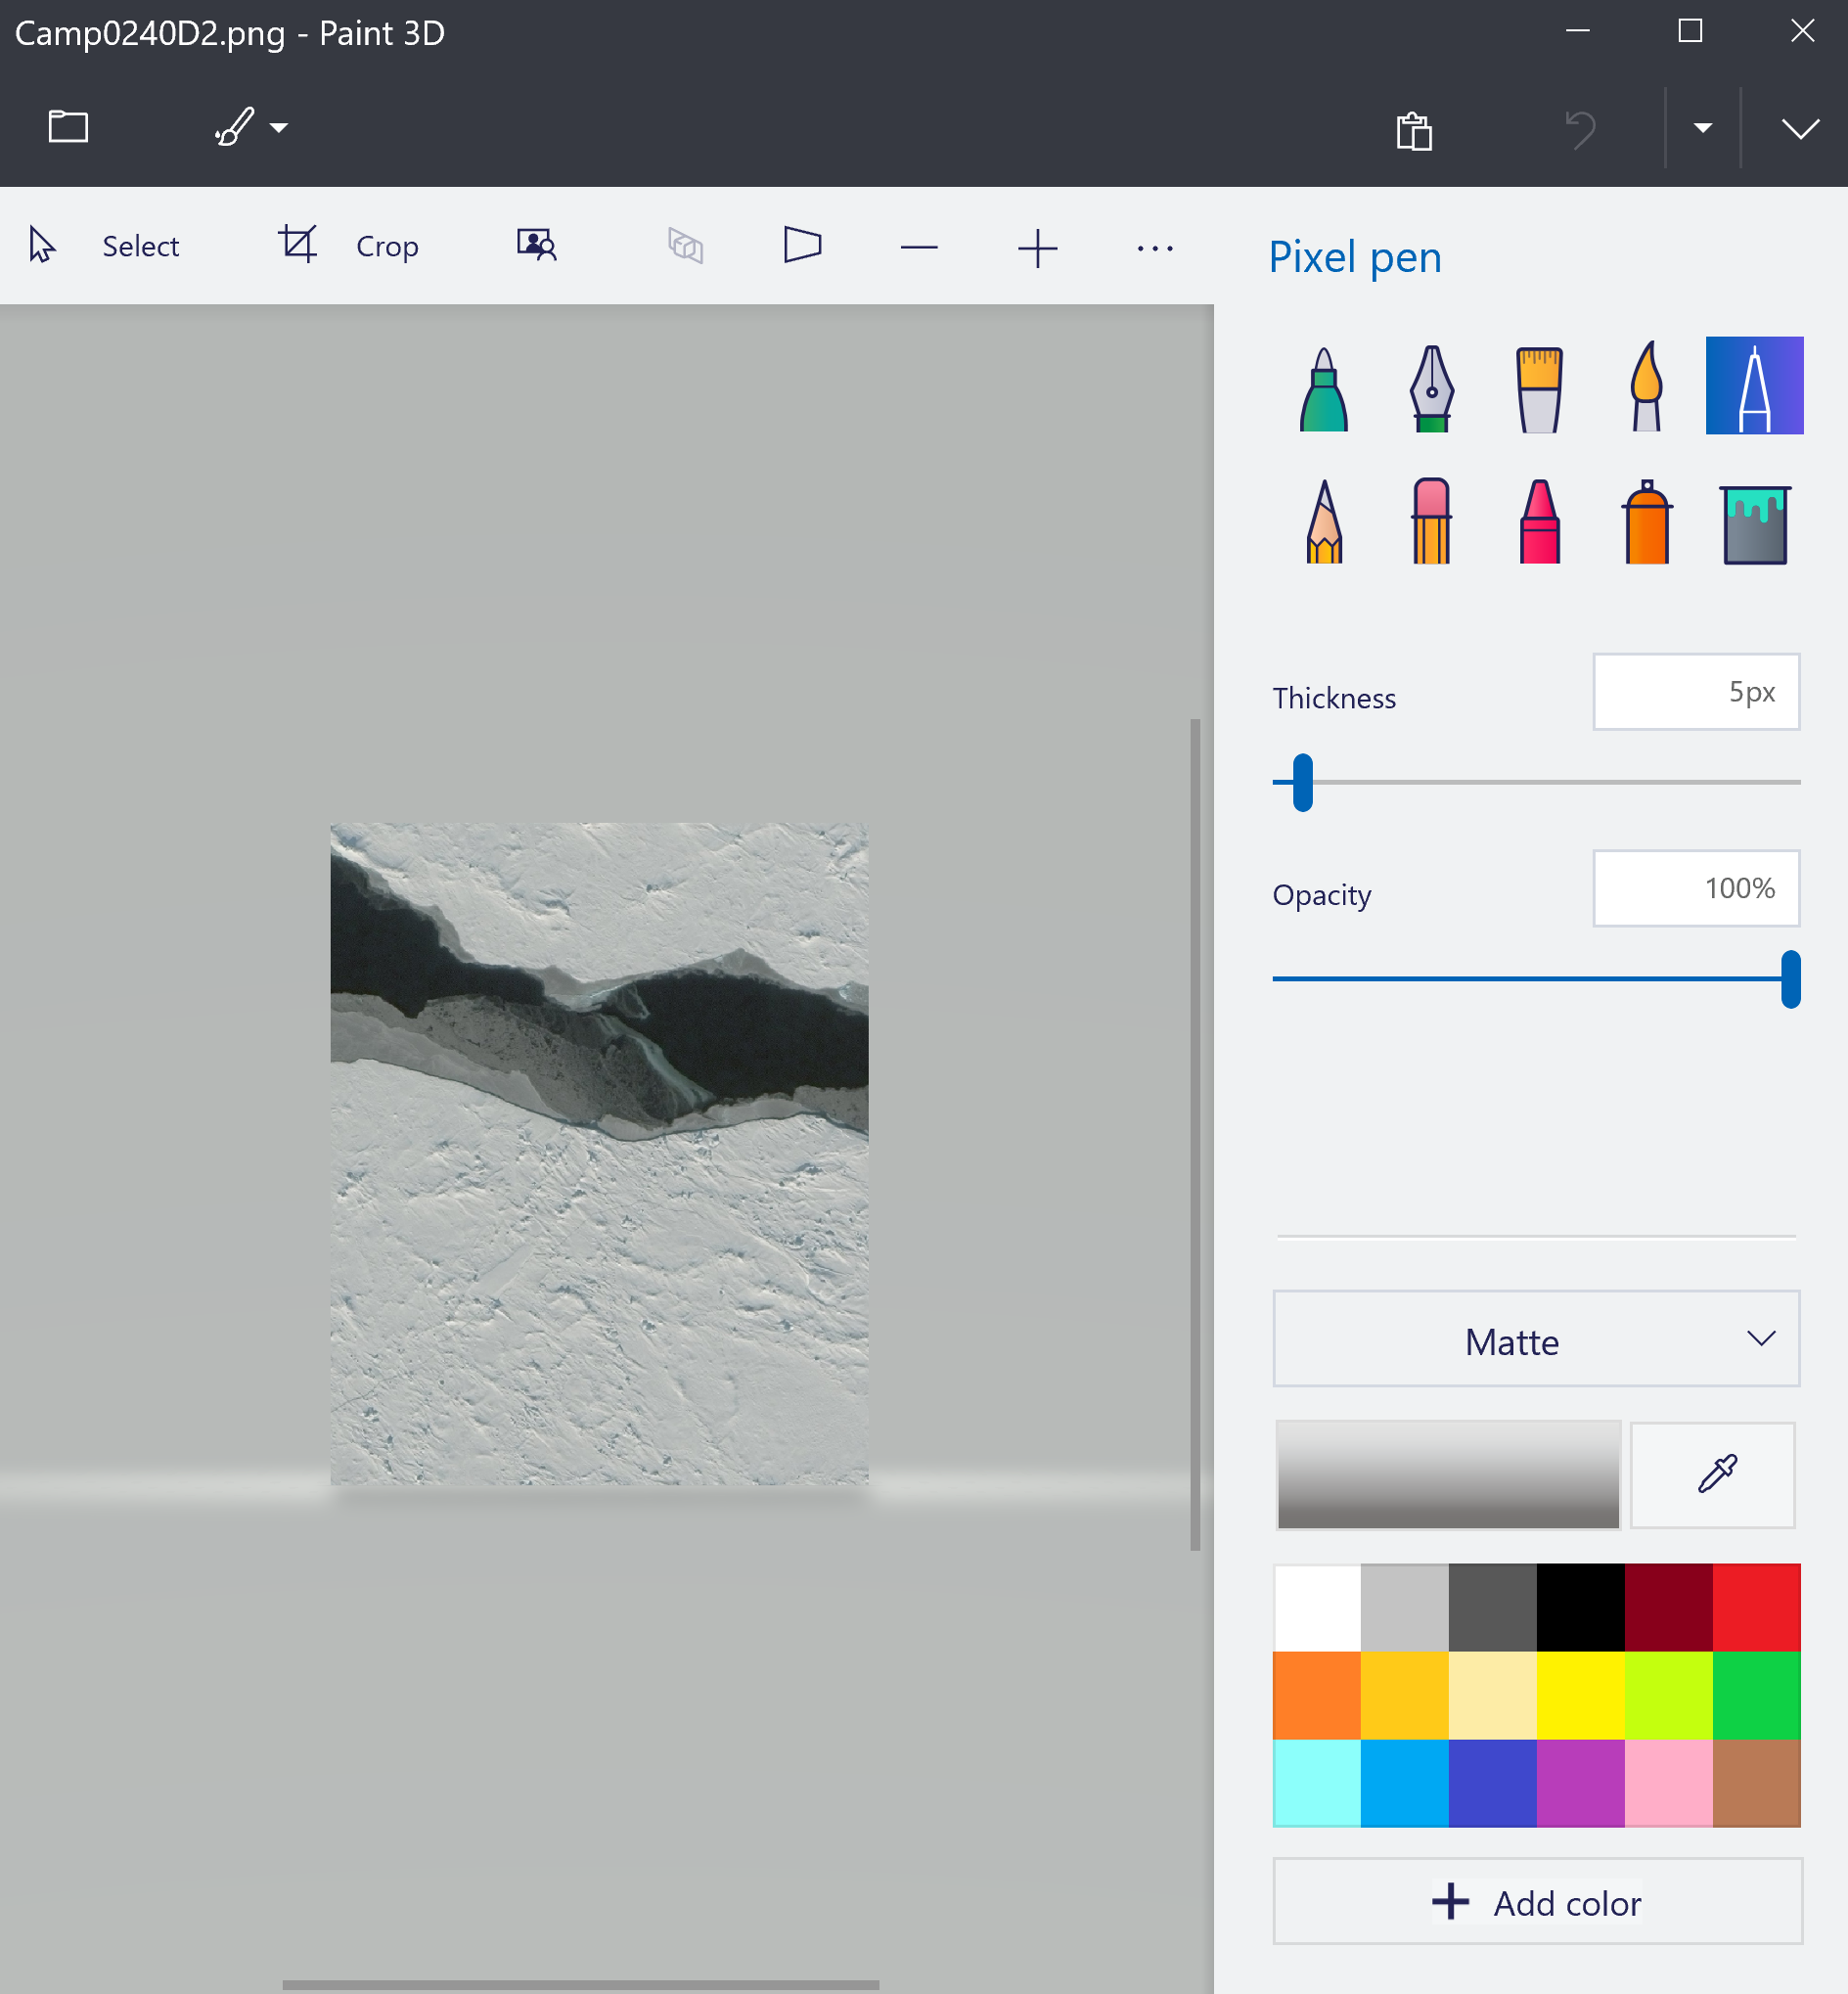 Camp0240D2.png - Paint 3D
Select
Crop
Pixel pen
Thickness
5px
Opacity
100%
Matte
Add color